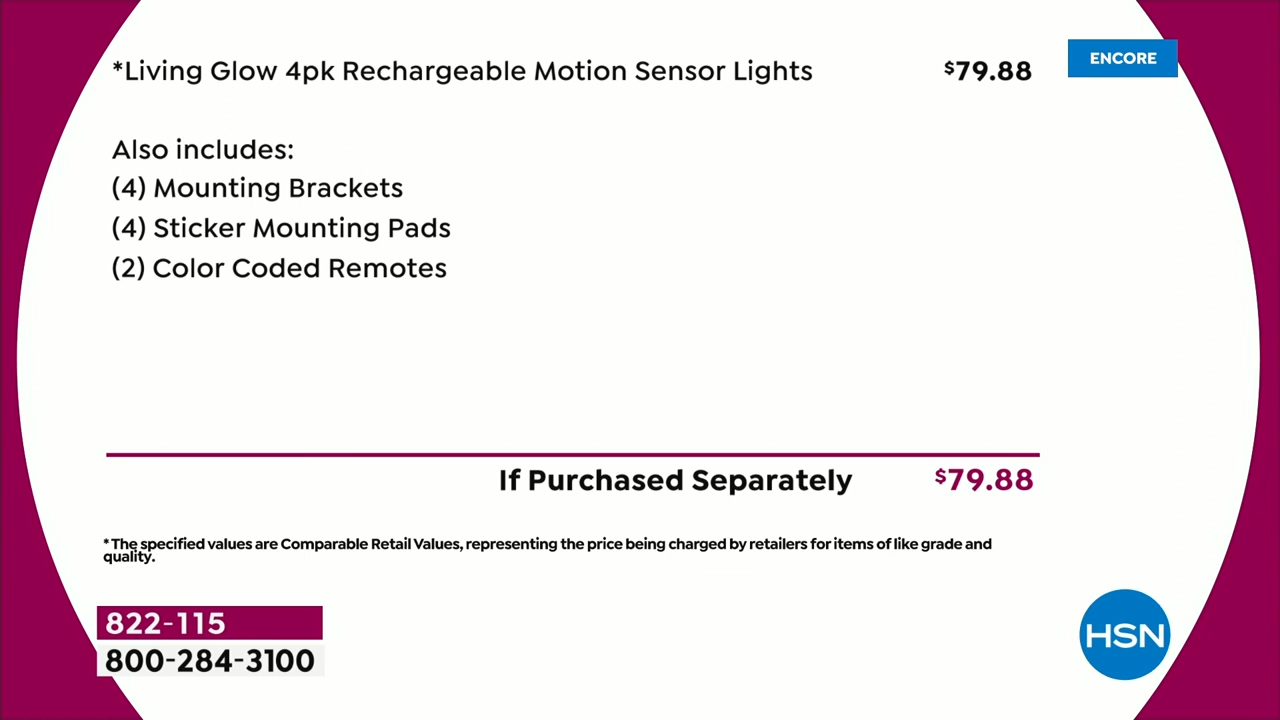 *Living Glow 4pk Rechargeable Motion Sensor Lights $79.88
ENCORE
Also includes:
(4) Mounting Brackets
(4) Sticker Mounting Pads
(2) Color Coded Remotes
If Purchased Separately $79.88
*The specified values are Comparable Retail Values, representing the price being charged by retailers for items of like grade and
quality.
822-115
800-284-3100
HSN